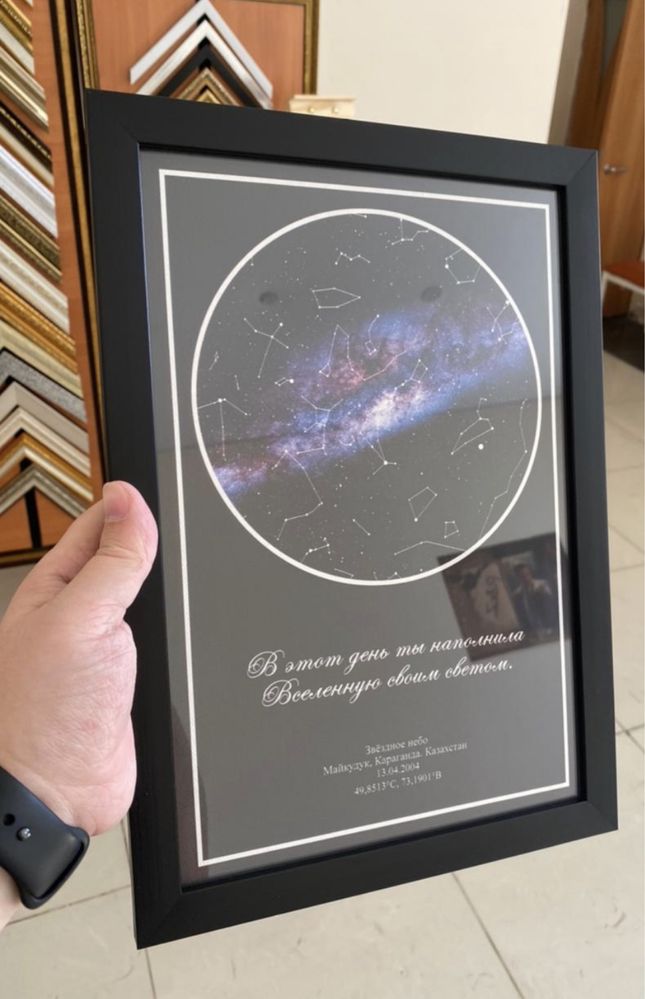 В этот день ты наполнила
Вселенную своим светом.
Звёздное небо
Майкудук, Караганда. Казахстан
13.04.2004
49,8513°С, 73,1901°В